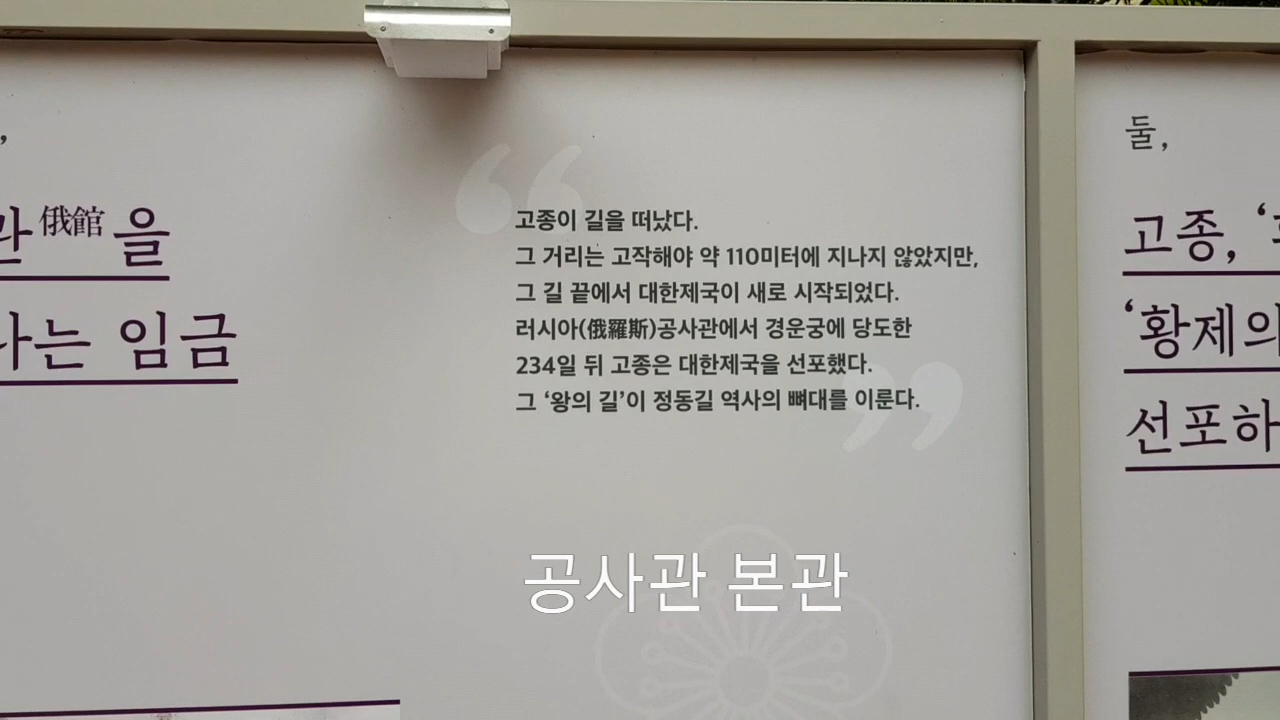 俄館을
는 임금
고종이 길을 떠났다.
그 거리는 고작해야 약 110미터에 지나지 않았지만,
그 길 끝에서 대한제국이 새로 시작되었다.
러시아(俄羅斯)공사관에서 경운궁에 당도한
234일 뒤 고종은 대한제국을 선포했다.
그 ‘왕의 길’이 정동길 역사의 뼈대를 이룬다.
공사관 본관
둘,
고종,
‘황제의
선포하